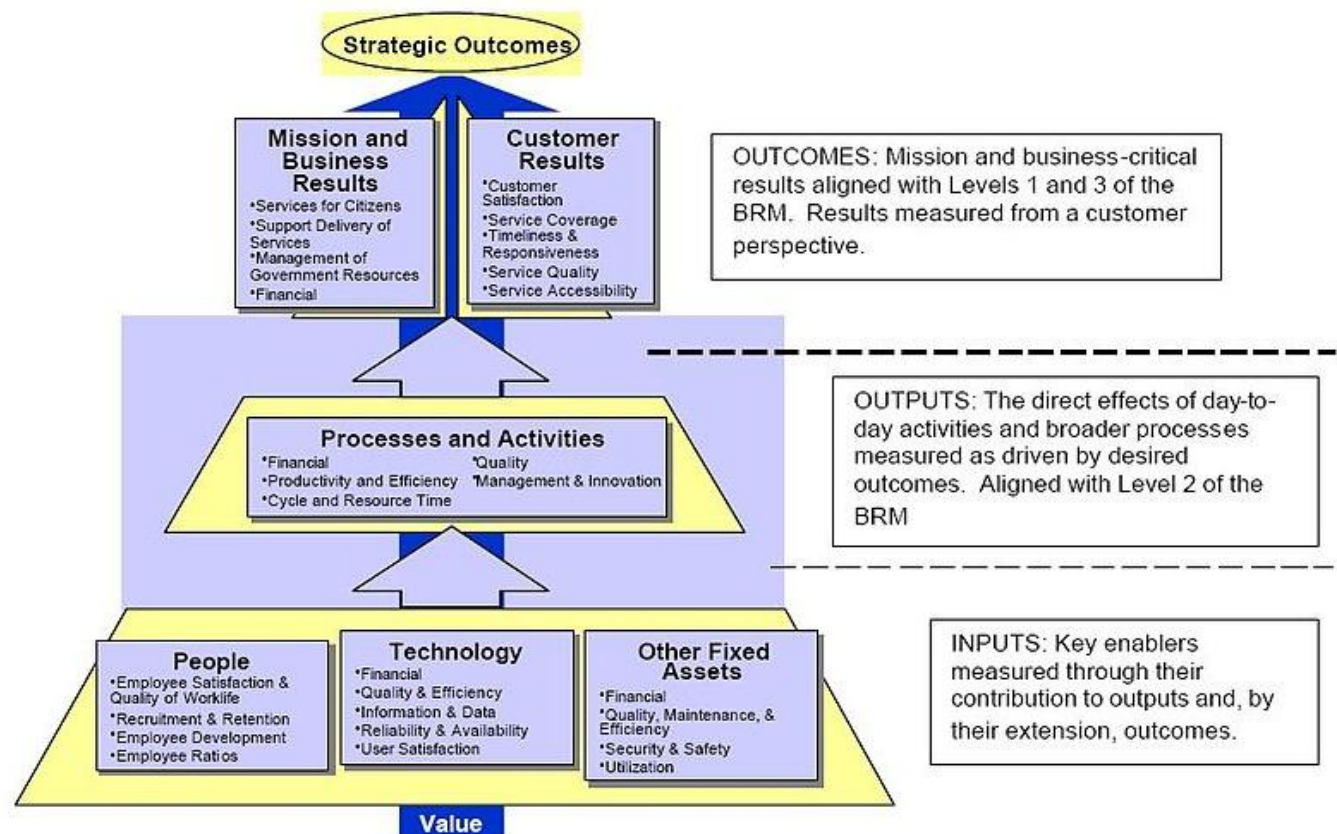 Strategic Outcomes
Mission and
Business
Results
•Services for Citizens
•Support Delivery of
Services
•Management of
Government Resources
•Financial
Customer
Results
•Customer
Satisfaction
•Service Coverage
•Timeliness &
Responsiveness
•Service Quality
•Service Accessibility
OUTCOMES: Mission and business-critical
results aligned with Levels 1 and 3 of the
BRM. Results measured from a customer
perspective.
Processes and Activities
•Financial
•Productivity and Efficiency
•Cycle and Resource Time
•Quality
•Management & Innovation
OUTPUTS: The direct effects of day-to-
day activities and broader processes
measured as driven by desired
outcomes. Aligned with Level 2 of the
BRM
People
•Employee Satisfaction &
Quality of Worklife
•Recruitment & Retention
•Employee Development
•Employee Ratios
Technology
•Financial
•Quality & Efficiency
•Information & Data
•Reliability & Availability
•User Satisfaction
Other Fixed
Assets
•Financial
•Quality, Maintenance, &
Efficiency
•Security & Safety
•Utilization
INPUTS: Key enablers
measured through their
contribution to outputs and, by
their extension, outcomes.
Value